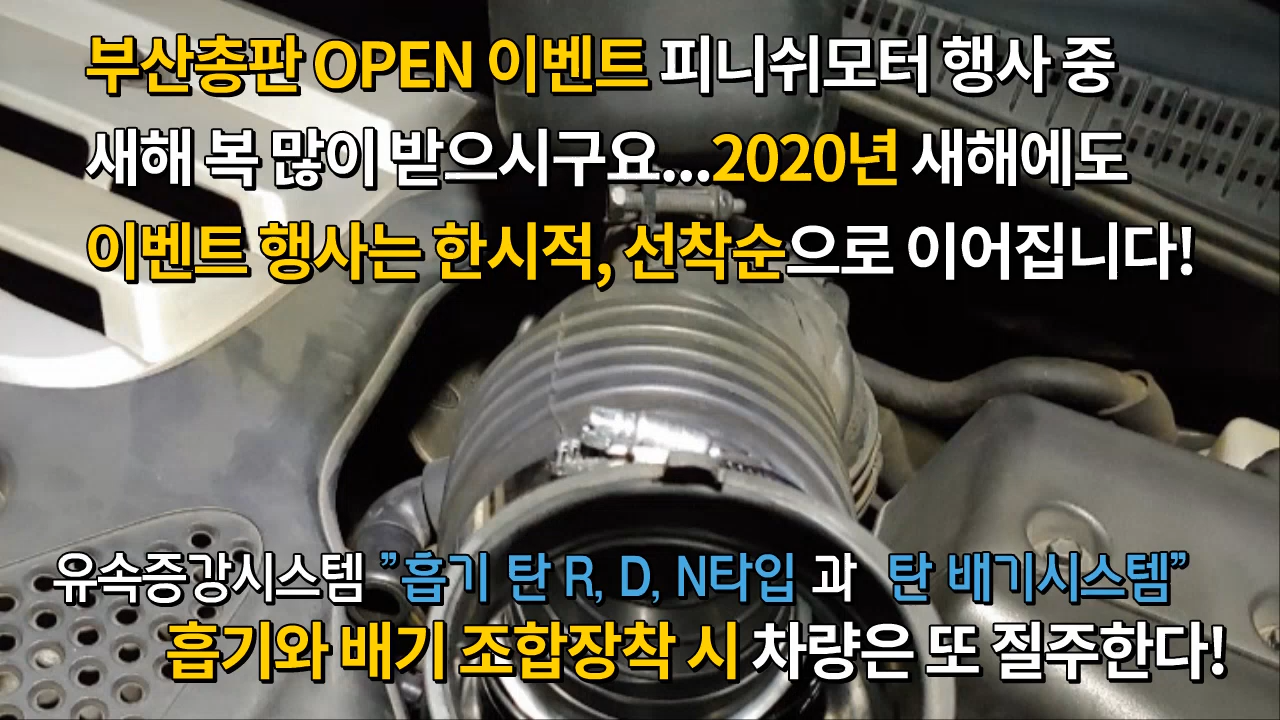 부산총판 OPEN 이벤트 피니쉬모터 행사 중
새해 복 많이 받으시구요...2020년 새해에도
이벤트 행사는 한시적, 선착순으로 이어집니다!
유속증강시스템 ”흡기 탄 R, D, N타입 과 탄 배기시스템”
흡기와 배기 조합장착 시 차량은 또 질주한다!